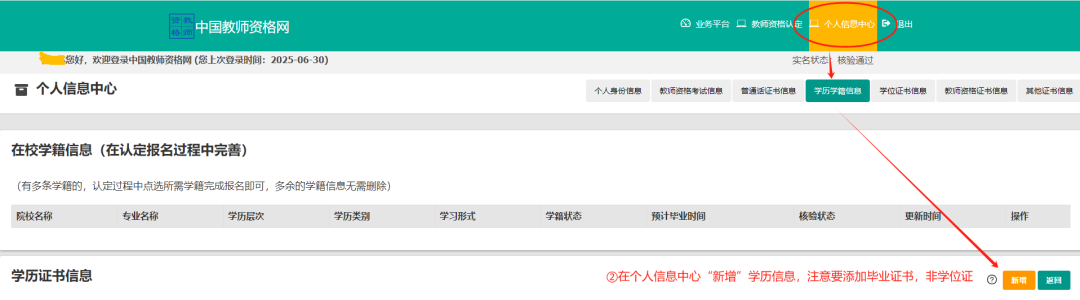 资教
格师
中国教师资格网
业务平台 教师资格认定 个人信息中心 退出
您好，欢迎登录中国教师资格网 (您上次登录时间：2025-06-30) 实名状态： 核验通过
个人信息中心
个人身份信息 教师资格考试信息 普通话证书信息 学历学籍信息 学位证书信息 教师资格证书信息 其他证书信息
在校学籍信息（在认定报名过程中完善）
（有多条学籍的，认定过程中点选所需学籍完成报名即可，多余的学籍信息无需删除）
院校名称 专业名称 学历层次 学历类别 学习形式 学籍状态 预计毕业时间 核验状态 更新时间 操作
学历证书信息 ②在个人信息中心“新增”学历信息，注意要添加毕业证书，非学位证 ? 新增 返回